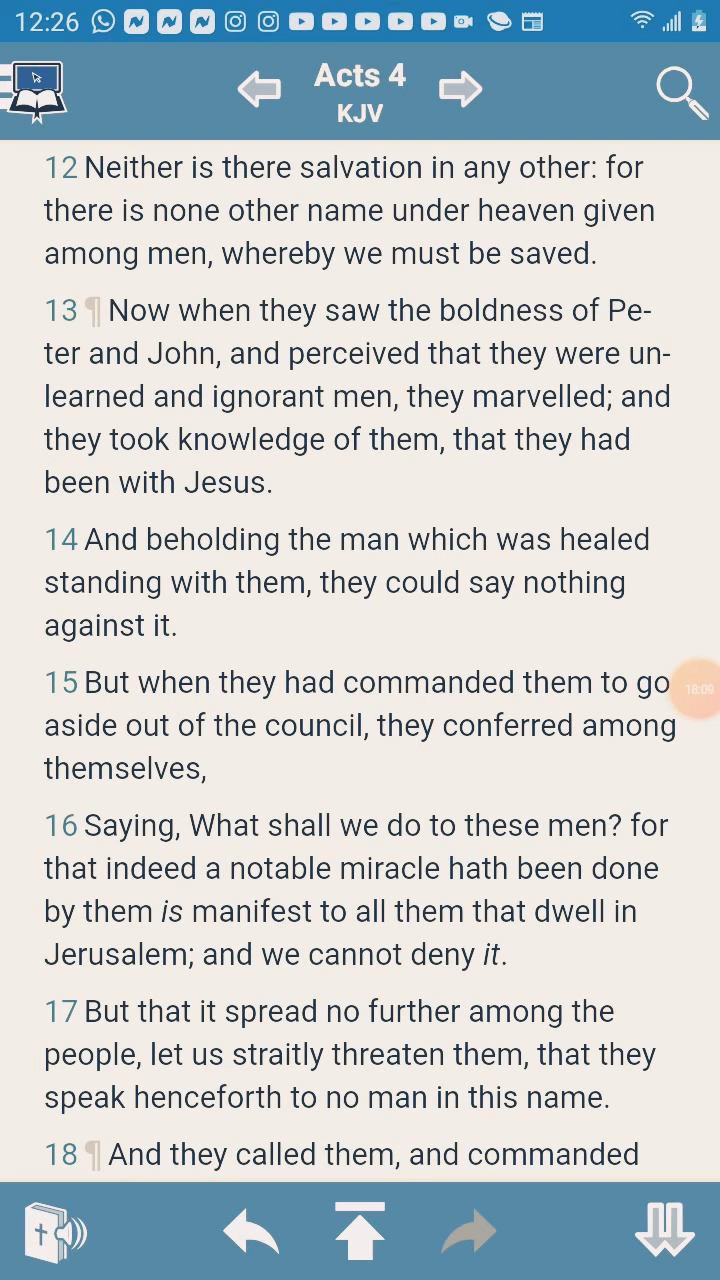 12:26
Acts 4
KJV
12 Neither is there salvation in any other: for
there is none other name under heaven given
among men, whereby we must be saved.
13 ¶ Now when they saw the boldness of Pe-
ter and John, and perceived that they were un-
learned and ignorant men, they marvelled; and
they took knowledge of them, that they had
been with Jesus.
14 And beholding the man which was healed
standing with them, they could say nothing
against it.
15 But when they had commanded them to go
18:09
aside out of the council, they conferred among
themselves,
16 Saying, What shall we do to these men? for
that indeed a notable miracle hath been done
by them is manifest to all them that dwell in
Jerusalem; and we cannot deny it.
17 But that it spread no further among the
people, let us straitly threaten them, that they
speak henceforth to no man in this name.
18 ¶ And they called them, and commanded